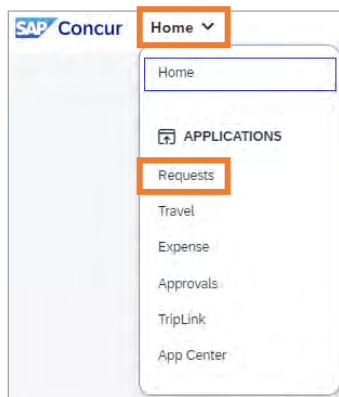 SAP Concur Home
Home
APPLICATIONS
Requests
Travel
Expense
Approvals
TripLink
App Center